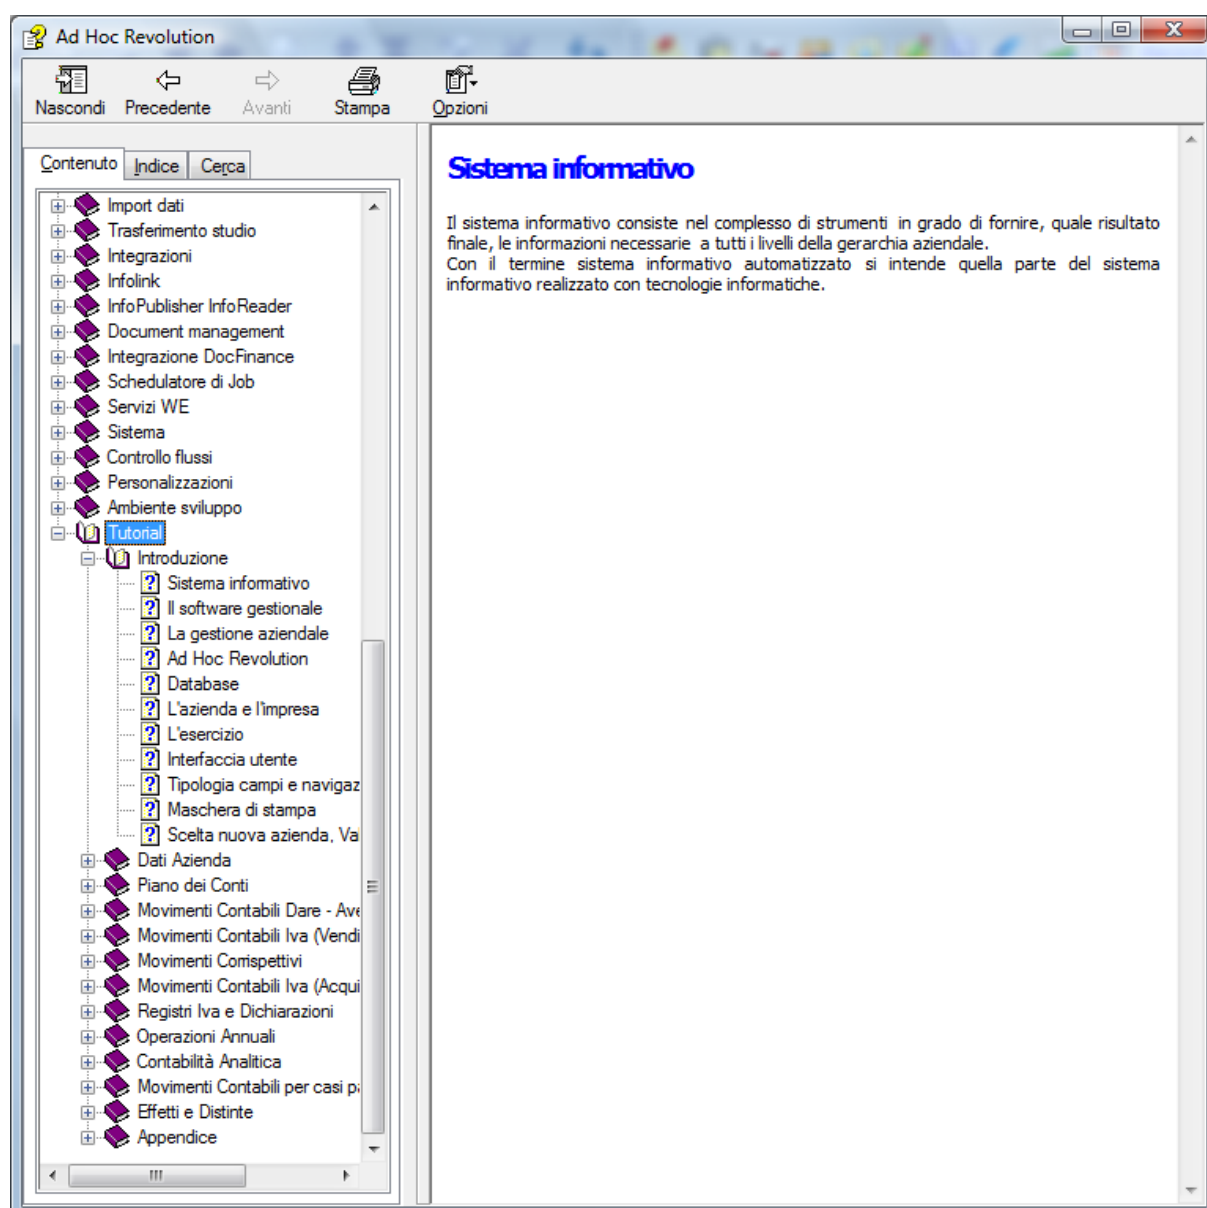 Ad Hoc Revolution
Nascondi Precedente Avanti Stampa Opzioni
Contenuto Indice Cerca
Import dati
Trasferimento studio
Integrazioni
Infolink
InfoPublisher InfoReader
Document management
Integrazione DocFinance
Schedulatore di Job
Servizi WE
Sistema
Controllo flussi
Personalizzazioni
Ambiente sviluppo
Tutorial
Introduzione
Sistema informativo
Il software gestionale
La gestione aziendale
Ad Hoc Revolution
Database
L'azienda e l'impresa
L'esercizio
Interfaccia utente
Tipologia campi e navigaz
Maschera di stampa
Scelta nuova azienda, Val
Dati Azienda
Piano dei Conti
Movimenti Contabili Dare - Ave
Movimenti Contabili Iva (Vendi
Movimenti Corrispettivi
Movimenti Contabili Iva (Acqui
Registri Iva e Dichiarazioni
Operazioni Annuali
Contabilità Analitica
Movimenti Contabili per casi pa
Effetti e Distinte
Appendice
Sistema informativo
Il sistema informativo consiste nel complesso di strumenti in grado di fornire, quale risultato
finale, le informazioni necessarie a tutti i livelli della gerarchia aziendale.
Con il termine sistema informativo automatizzato si intende quella parte del sistema
informativo realizzato con tecnologie informatiche.